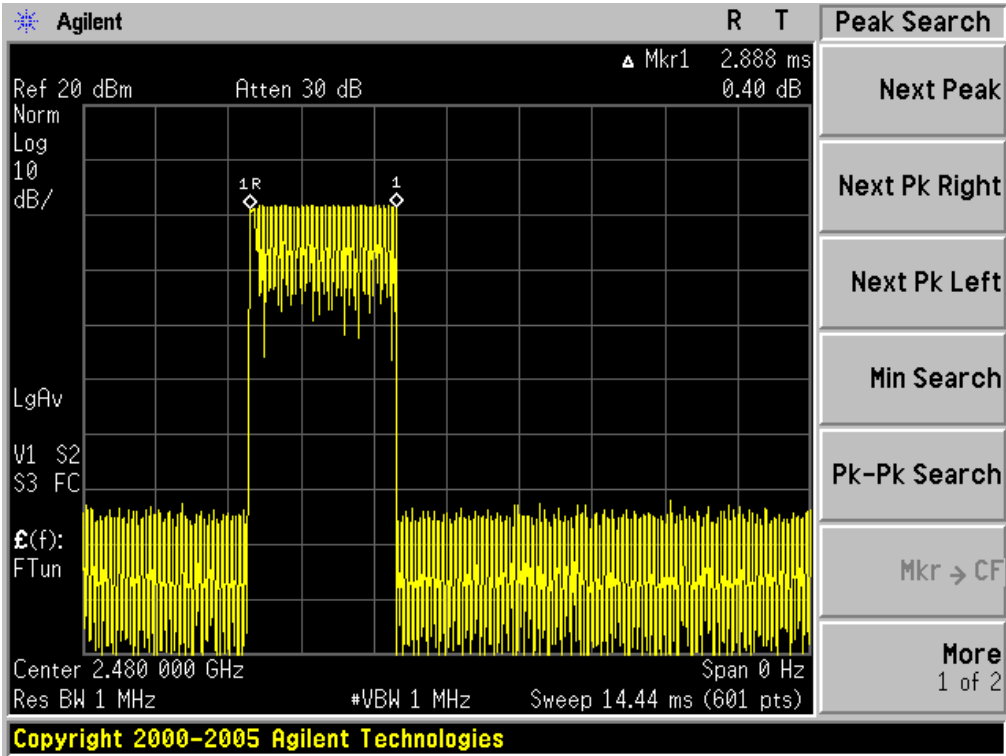 Agilent R T Peak Search
Δ Mkr1 2.888 ms
Ref 20 dBm Atten 30 dB 0.40 dB
Norm
Log
10
dB/
1R 1
LgAv
V1 S2
S3 FC
£(f):
FTun
Center 2.480 000 GHz Span 0 Hz
Res BW 1 MHz #VBW 1 MHz Sweep 14.44 ms (601 pts)
Copyright 2000-2005 Agilent Technologies
Next Peak
Next Pk Right
Next Pk Left
Min Search
Pk-Pk Search
Mkr → CF
More
1 of 2